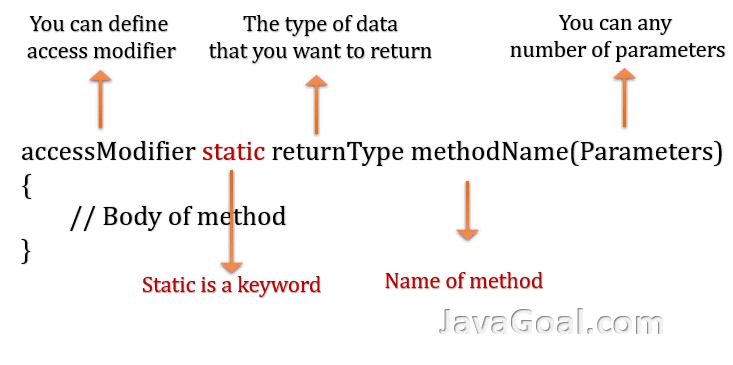 You can define
access modifier
The type of data
that you want to return
You can any
number of parameters
accessModifier static returnType methodName(Parameters)
{
// Body of method
}
Static is a keyword
Name of method
JavaGoal.com